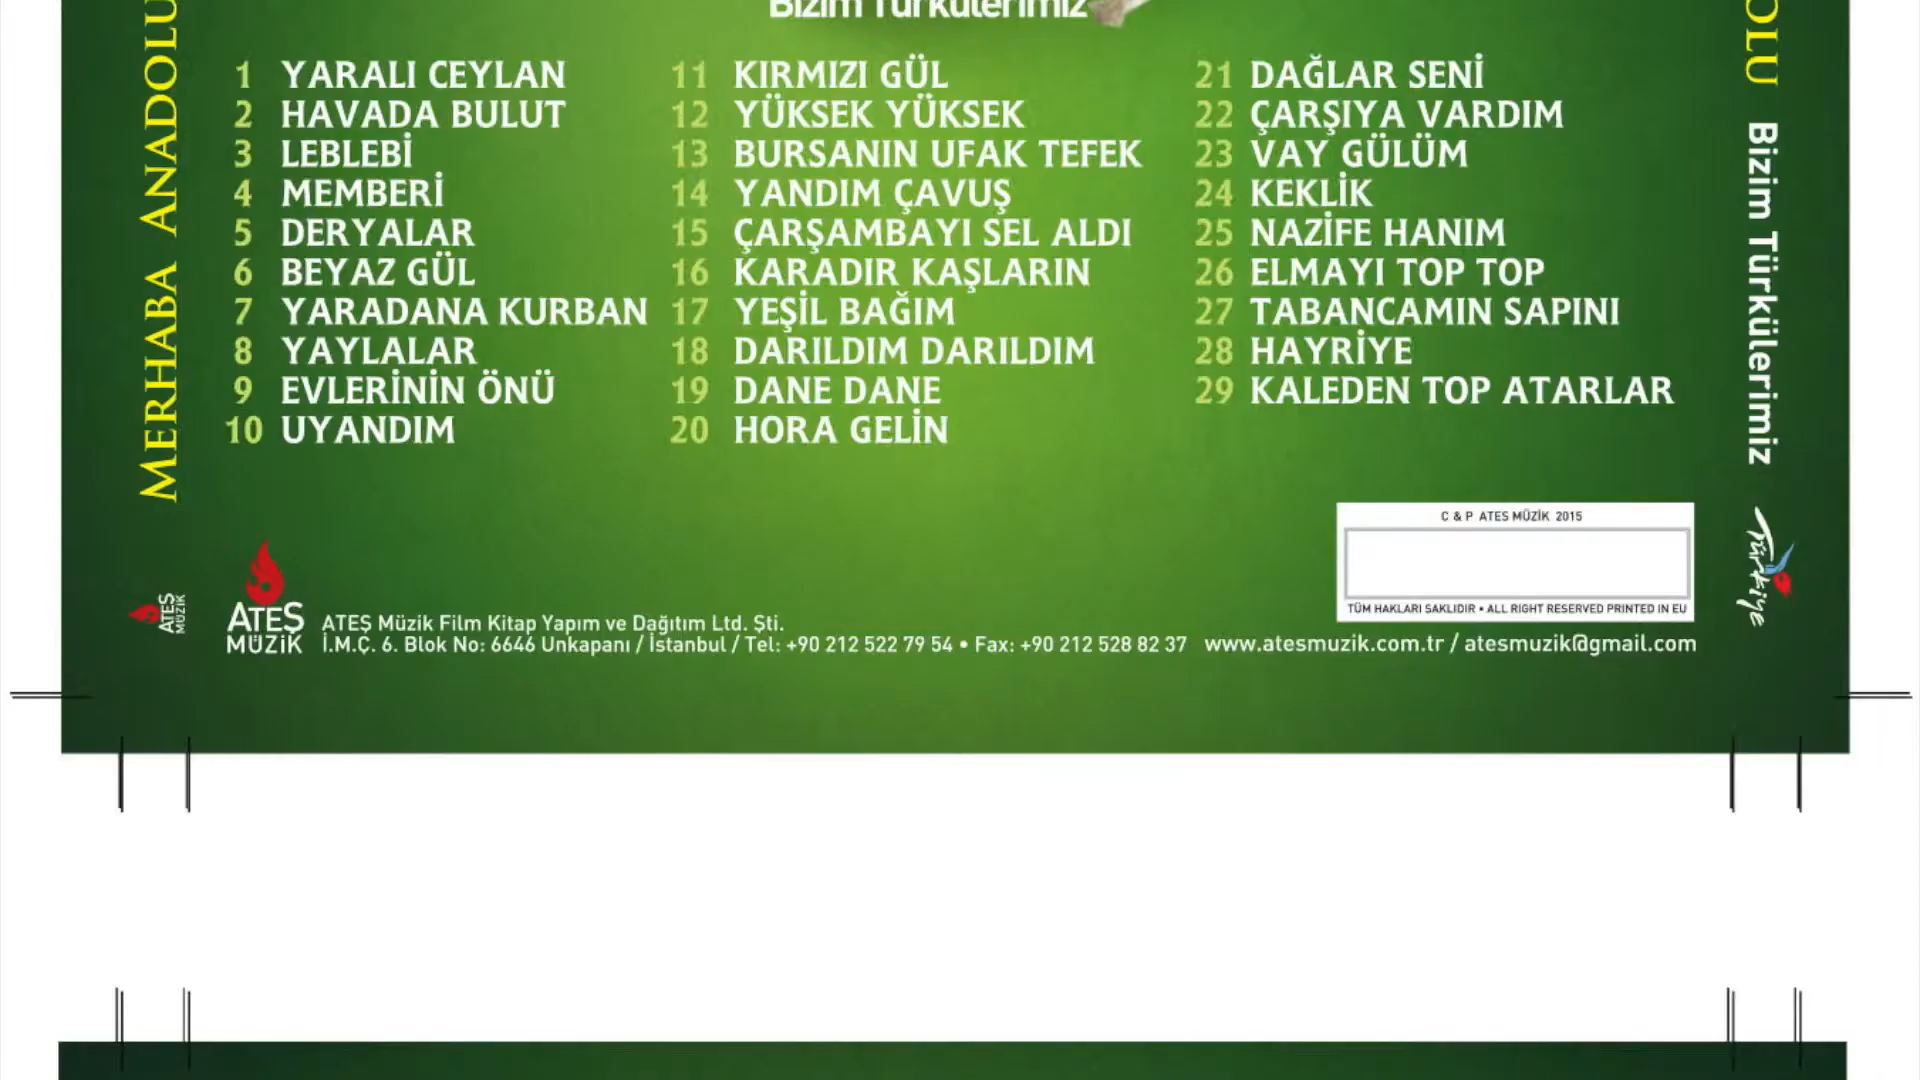 Bizim Türkülerimiz
MERHABA ANADOLU
1 YARALI CEYLAN
2 HAVADA BULUT
3 LEBLEBİ
4 MEMBERİ
5 DERYALAR
6 BEYAZ GÜL
7 YARADANA KURBAN
8 YAYLALAR
9 EVLERİNİN ÖNÜ
10 UYANDIM
11 KIRMIZI GÜL
12 YÜKSEK YÜKSEK
13 BURSANIN UFAK TEFEK
14 YANDIM ÇAVUŞ
15 ÇARŞAMBAYI SEL ALDI
16 KARADIR KAŞLARIN
17 YEŞİL BAĞIM
18 DARILDIM DARILDIM
19 DANE DANE
20 HORA GELİN
21 DAĞLAR SENİ
22 ÇARŞIYA VARDIM
23 VAY GÜLÜM
24 KEKLİK
25 NAZİFE HANIM
26 ELMAYI TOP TOP
27 TABANCAMIN SAPINI
28 HAYRİYE
29 KALEDEN TOP ATARLAR
OLU Bizim Türkülerimiz
Türkiye
C & P ATES MÜZİK 2015
TÜM HAKLARI SAKLIDIR • ALL RIGHT RESERVED PRINTED IN EU
ATEŞ
MÜZİK
ATEŞ
MÜZİK
ATEŞ Müzik Film Kitap Yapım ve Dağıtım Ltd. Şti.
İ.M.Ç. 6. Blok No: 6646 Unkapanı / İstanbul / Tel: +90 212 522 79 54 • Fax: +90 212 528 82 37 www.atesmuzik.com.tr / atesmuzik@gmail.com